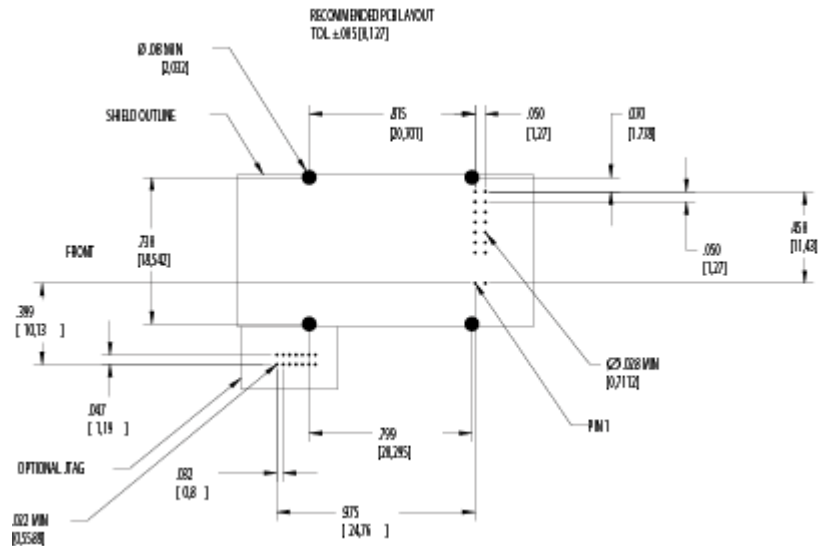 RECOMMENDED PCB LAYOUT
TOL ±.005 [0,127]
Ø .08 MIN
[2,032]
SHIELD OUTLINE
.815
[20,701]
.050
[1,27]
.070
[1.778]
.738
[18,542]
FRONT
.050
[1,27]
.458
[11,43]
.399
[ 10,13 ]
.028 MIN
[0,7112]
.047
[ 1,19 ]
PIN 1
.799
[20,295]
OPTIONAL JTAG
.032
[ 0,8 ]
.975
[ 24,76 ]
.022 MIN
[0,5588]